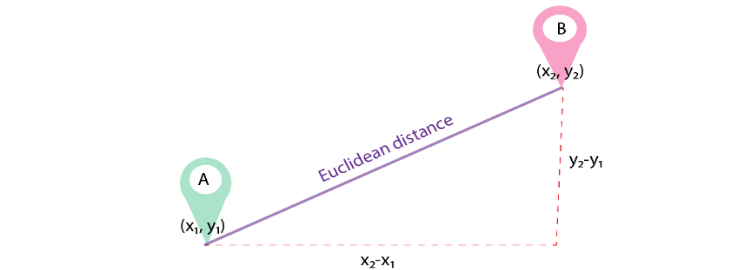 B
(x₂, y₂)
Euclidean distance
y₂-y₁
A
(x₁, y₁)
x₂-x₁